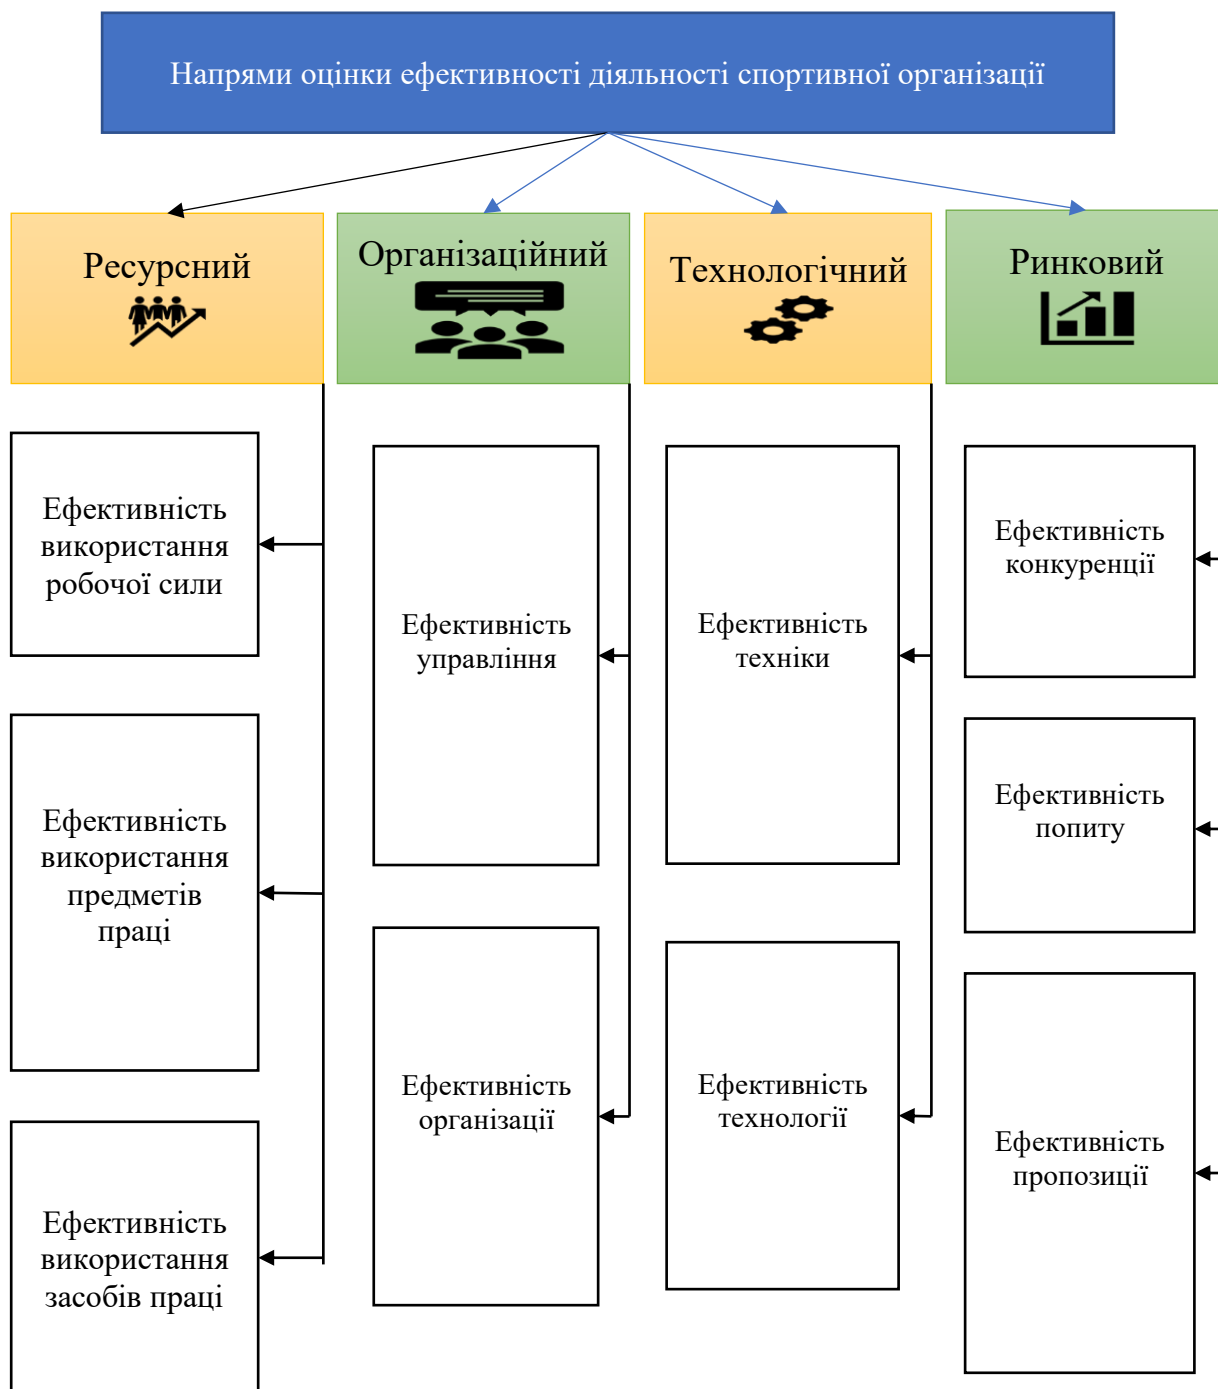 Напрями оцінки ефективності діяльності спортивної організації
Ресурсний
Організаційний
Технологічний
Ринковий
Ефективність
використання
робочої сили
Ефективність
використання
предметів
праці
Ефективність
використання
засобів праці
Ефективність
управління
Ефективність
організації
Ефективність
техніки
Ефективність
технології
Ефективність
конкуренції
Ефективність
попиту
Ефективність
пропозиції